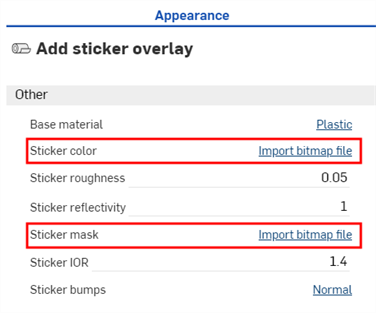 Appearance
Add sticker overlay
Other
Base material Plastic
Sticker color Import bitmap file
Sticker roughness 0.05
Sticker reflectivity 1
Sticker mask Import bitmap file
Sticker IOR 1.4
Sticker bumps Normal